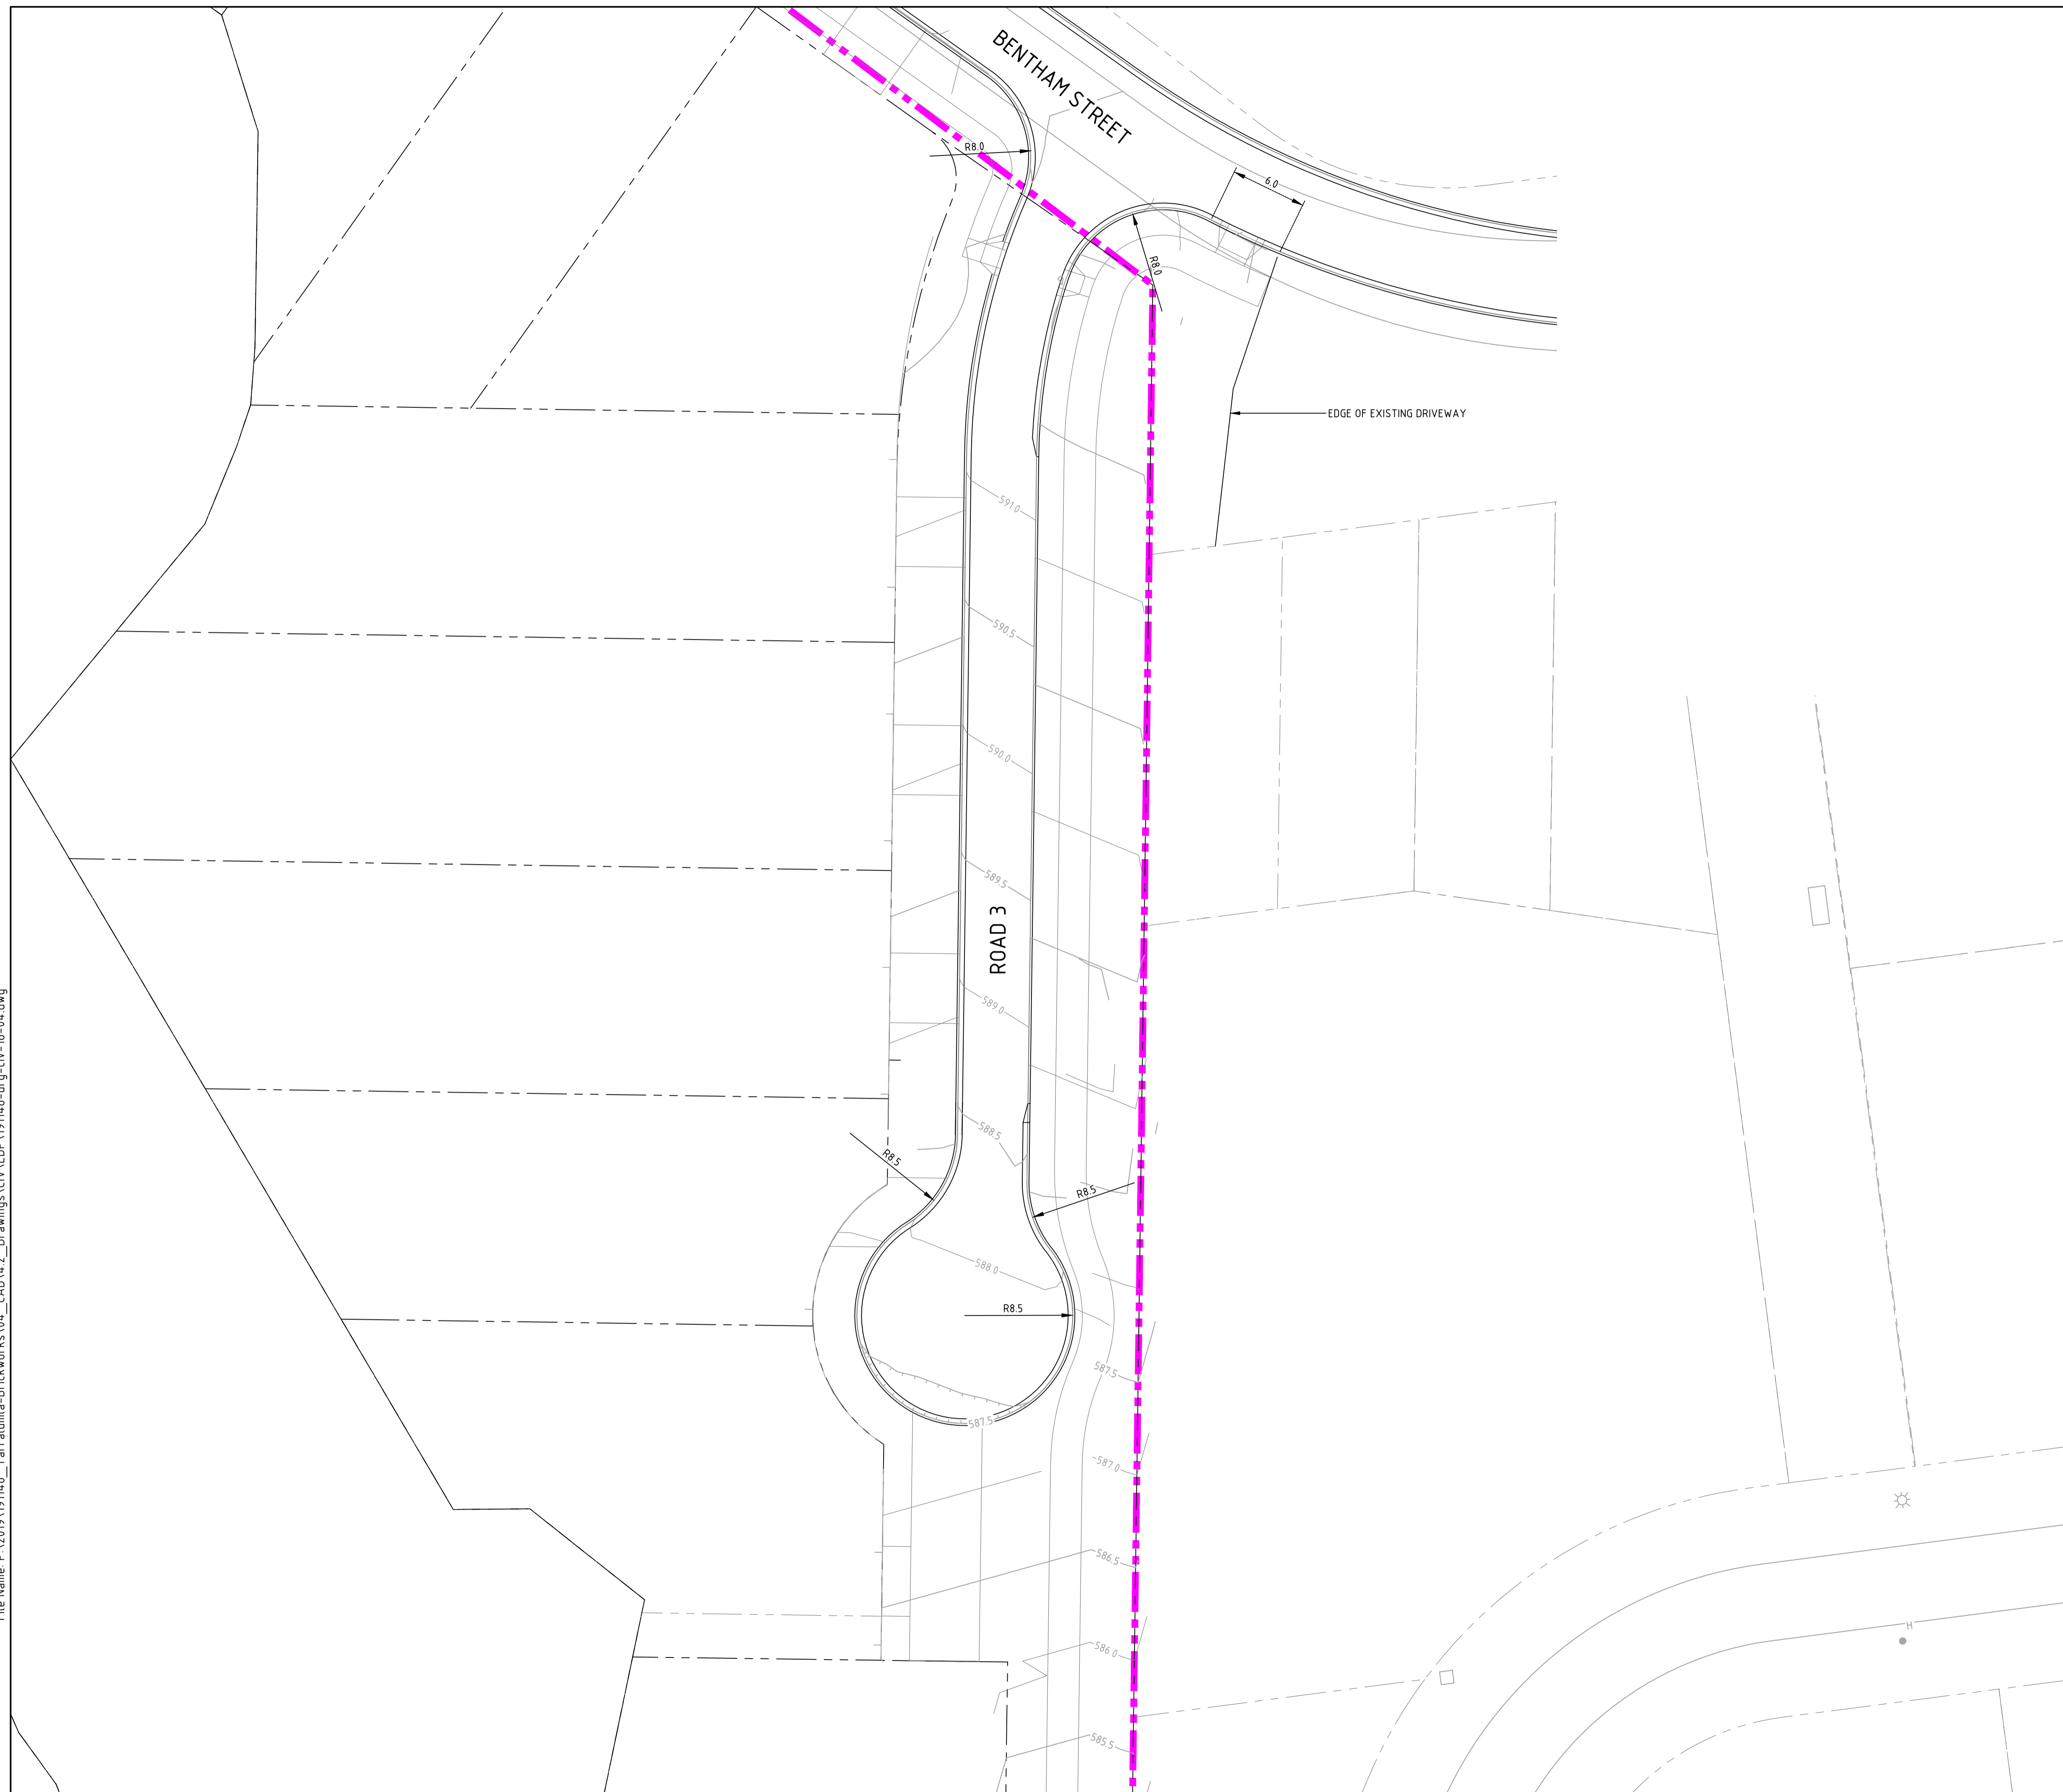 BENTHAM STREET
R8.0
6.0
R8.0
EDGE OF EXISTING DRIVEWAY
591.0
590.5
590.0
589.5
ROAD 3
589.0
588.5
R8.5
R8.5
588.0
R8.5
587.5
587.5
587.0
586.5
H
586.0
585.5